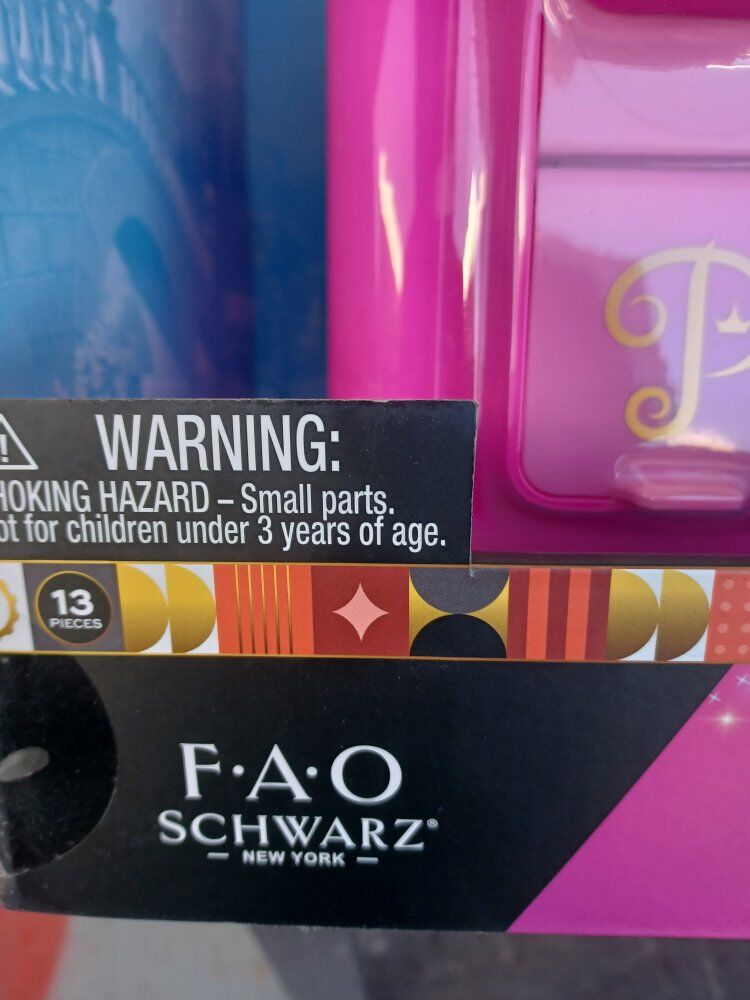 P
WARNING:
HOKING HAZARD – Small parts.
ot for children under 3 years of age.
13
PIECES
F·A·O
SCHWARZ®
— NEW YORK —